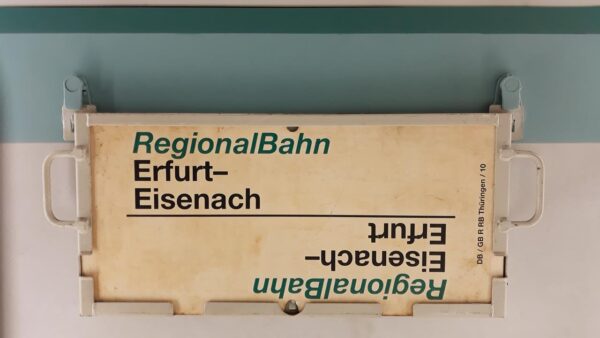 RegionalBahn
Erfurt–
Eisenach
RegionalBahn
Eisenach–
Erfurt
DB / GB R RB Thüringen / 10